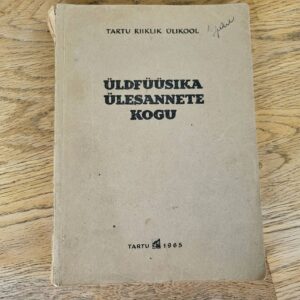 TARTU RIIKLIK ÜLIKOOL
ÜLDFÜÜSIKA
ÜLESANNETE
KOGU
TARTU 1965